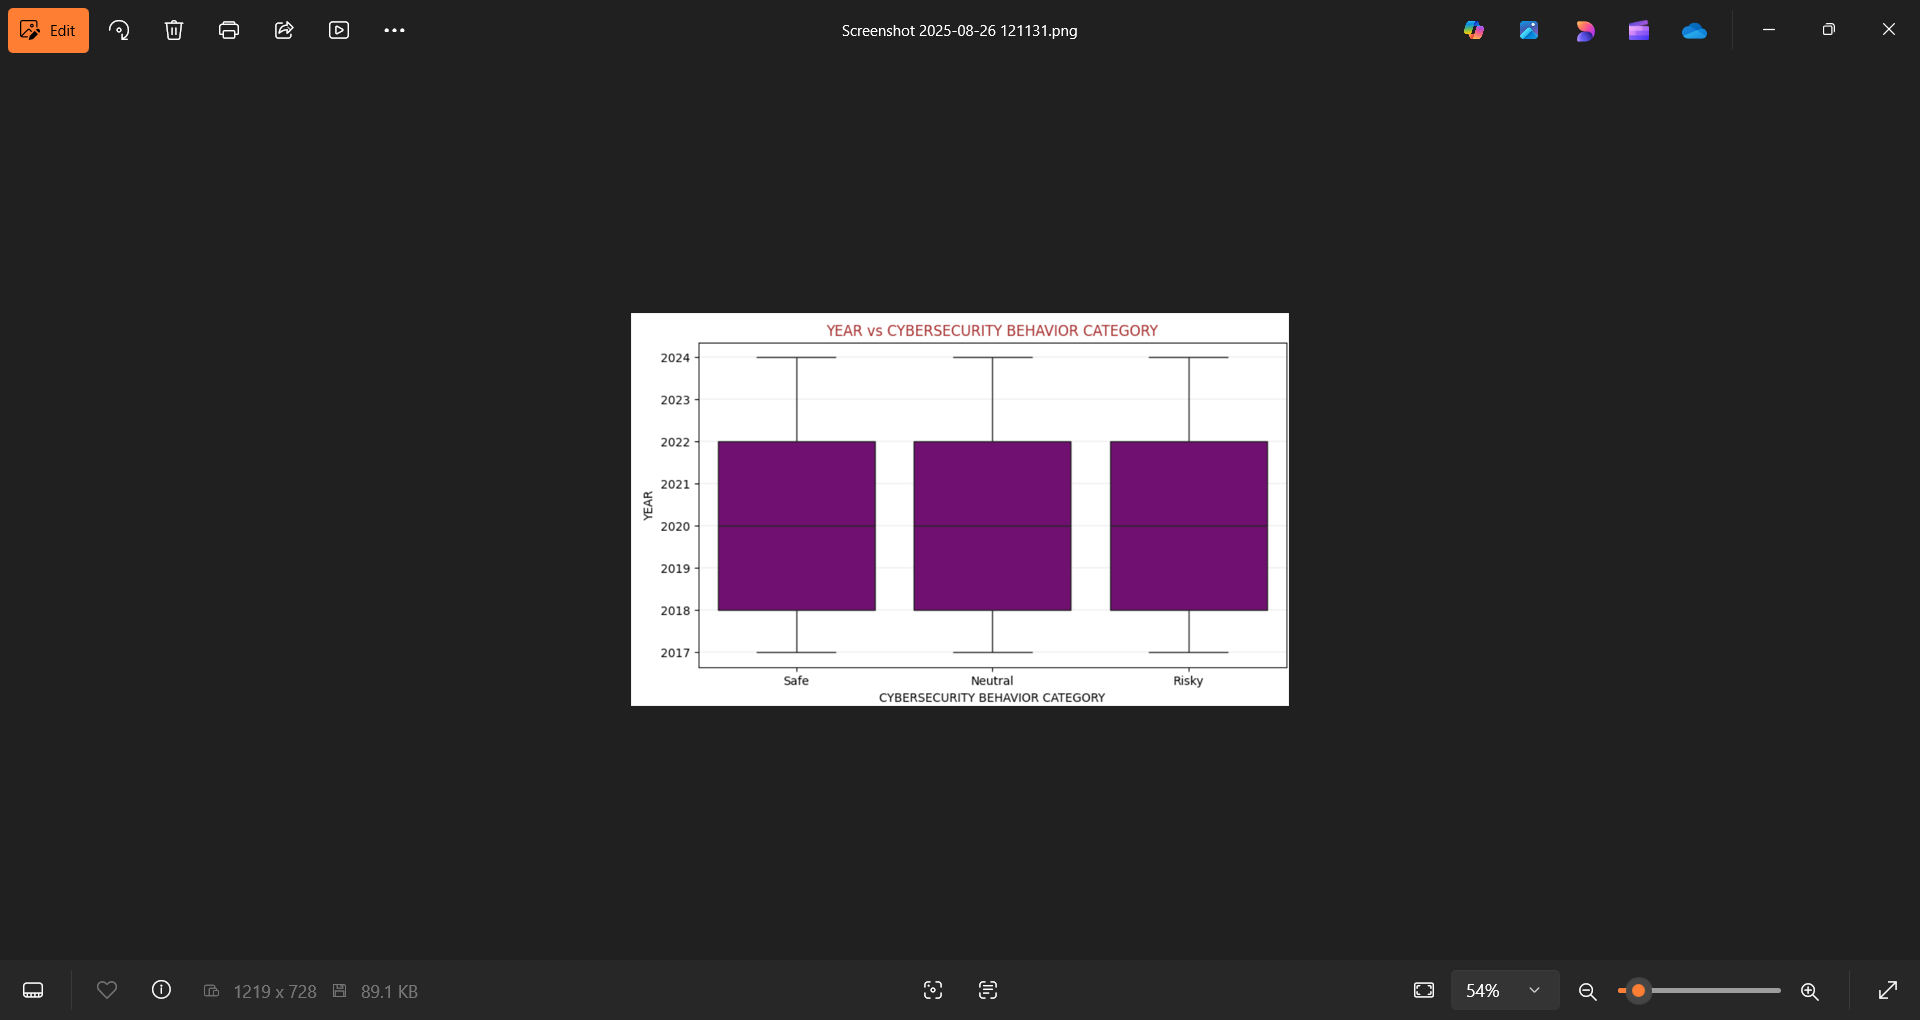 Edit
Screenshot 2025-08-26 121131.png
YEAR vs CYBERSECURITY BEHAVIOR CATEGORY
2024
2023
2022
2021
2020
2019
2018
2017
YEAR
Safe Neutral Risky
CYBERSECURITY BEHAVIOR CATEGORY
1219 x 728 89.1 KB 54%